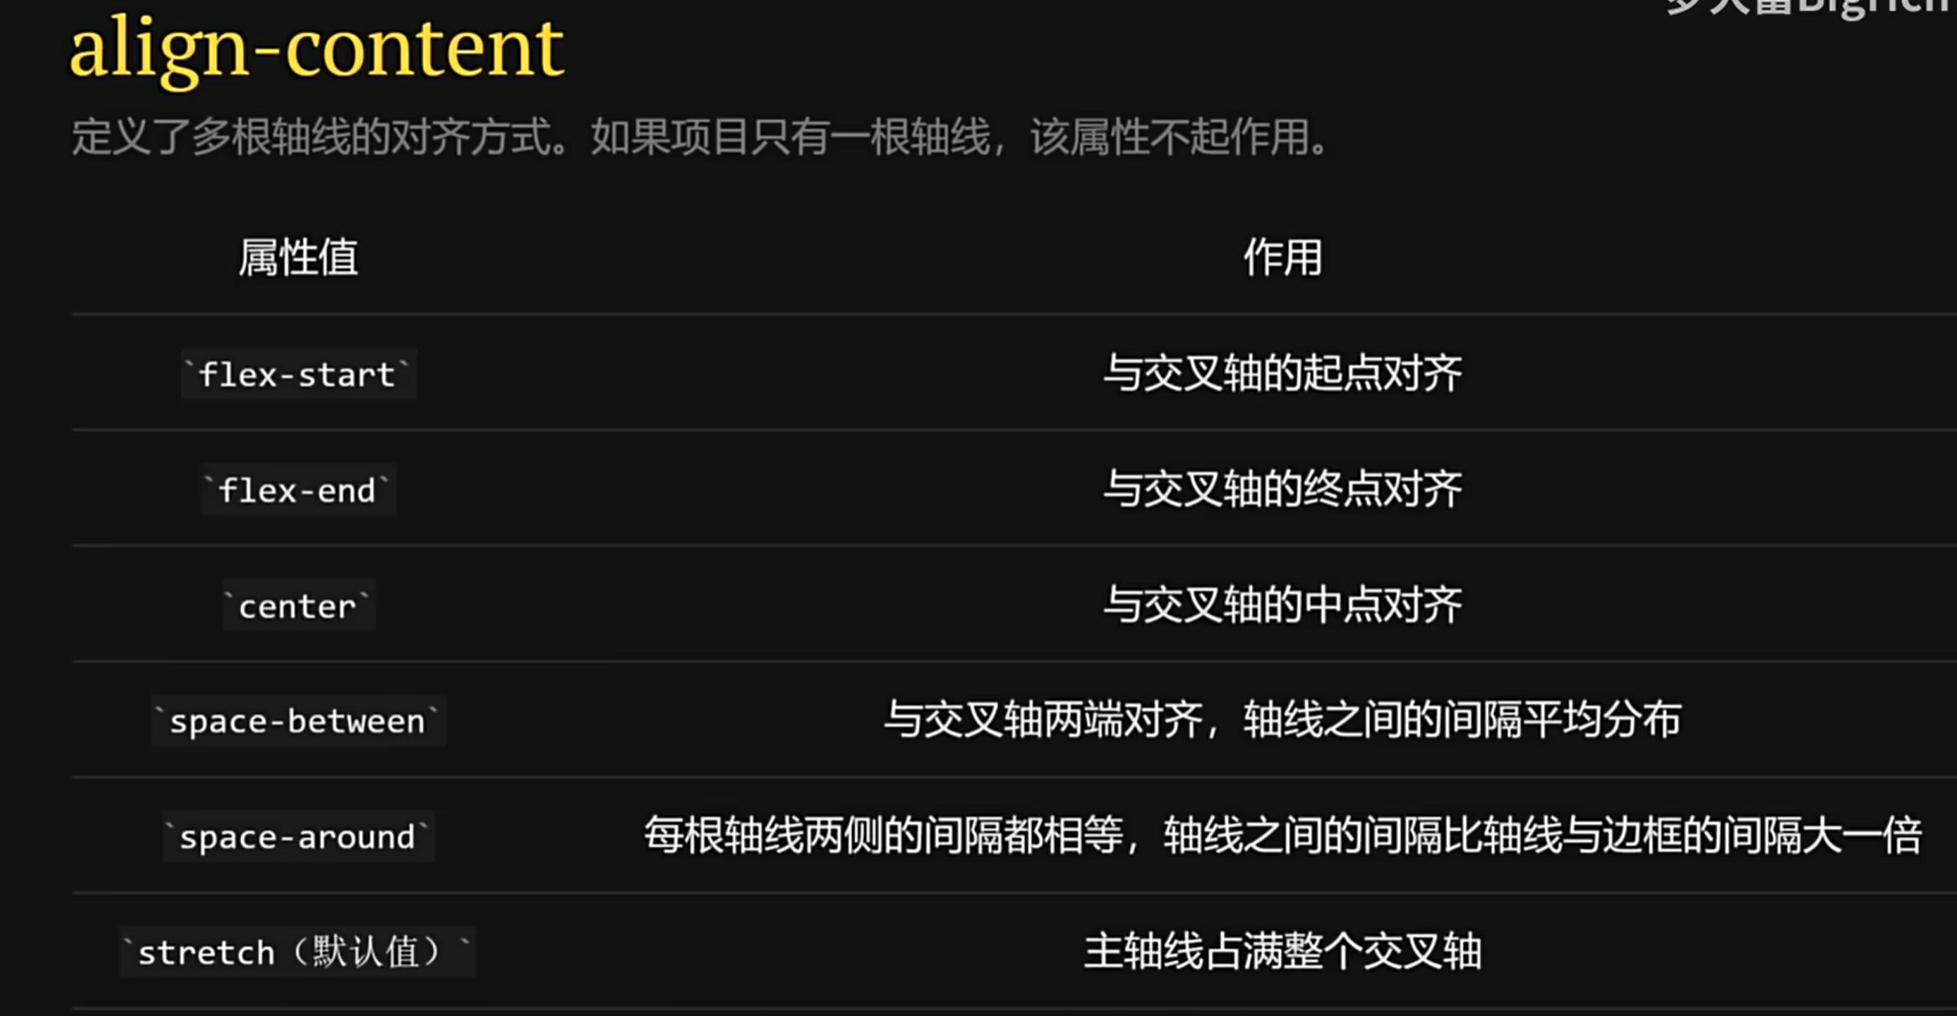 align-content
定义了多根轴线的对齐方式。如果项目只有一根轴线，该属性不起作用。
属性值 作用
`flex-start` 与交叉轴的起点对齐
`flex-end` 与交叉轴的终点对齐
`center` 与交叉轴的中点对齐
`space-between` 与交叉轴两端对齐，轴线之间的间隔平均分布
`space-around` 每根轴线两侧的间隔都相等，轴线之间的间隔比轴线与边框的间隔大一倍
`stretch（默认值）` 主轴线占满整个交叉轴